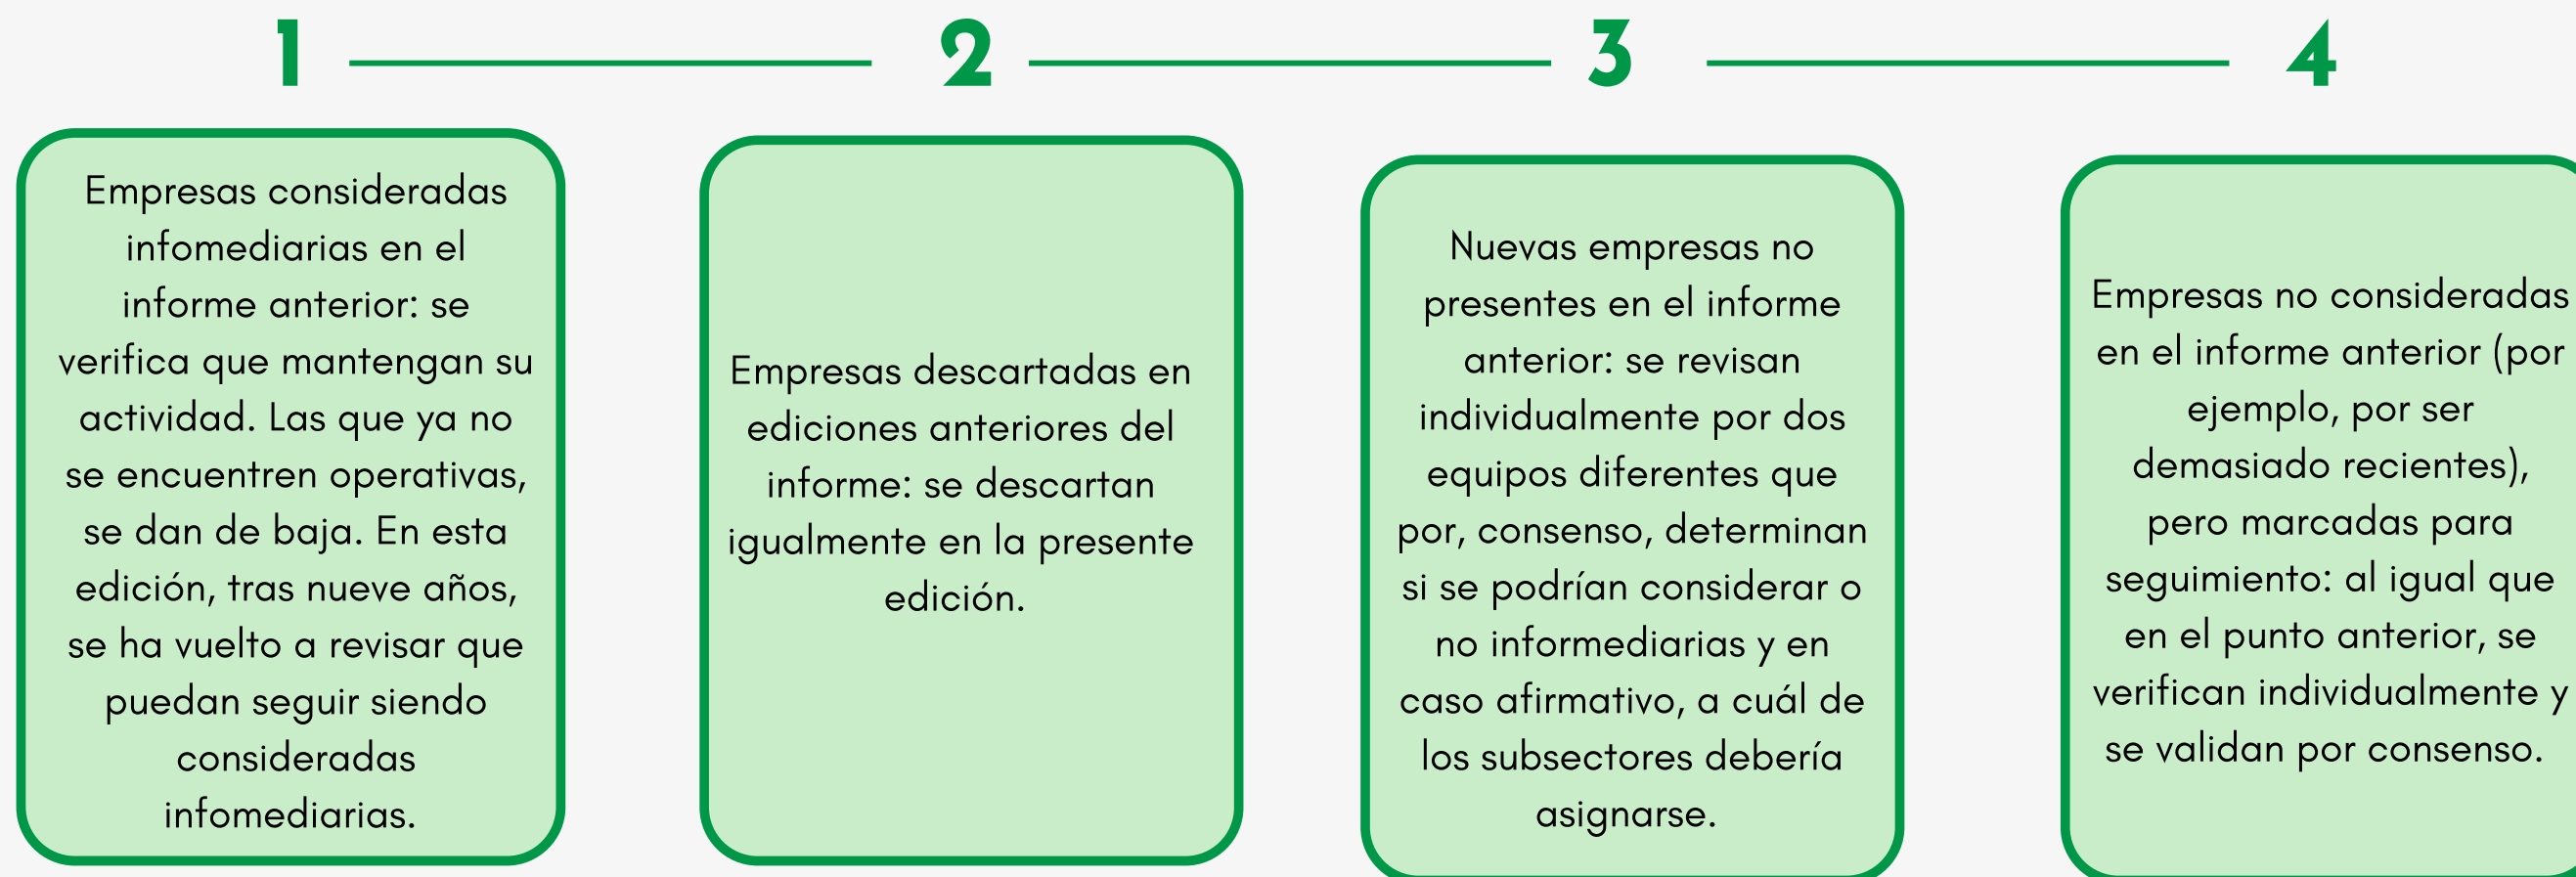 1
2
3
4
Empresas consideradas
infomediarias en el
informe anterior: se
verifica que mantengan su
actividad. Las que ya no
se encuentren operativas,
se dan de baja. En esta
edición, tras nueve años,
se ha vuelto a revisar que
puedan seguir siendo
consideradas
infomediarias.
Empresas descartadas en
ediciones anteriores del
informe: se descartan
igualmente en la presente
edición.
Nuevas empresas no
presentes en el informe
anterior: se revisan
individualmente por dos
equipos diferentes que
por, consenso, determinan
si se podrían considerar o
no informediarias y en
caso afirmativo, a cuál de
los subsectores debería
asignarse.
Empresas no consideradas
en el informe anterior (por
ejemplo, por ser
demasiado recientes),
pero marcadas para
seguimiento: al igual que
en el punto anterior, se
verifican individualmente y
se validan por consenso.